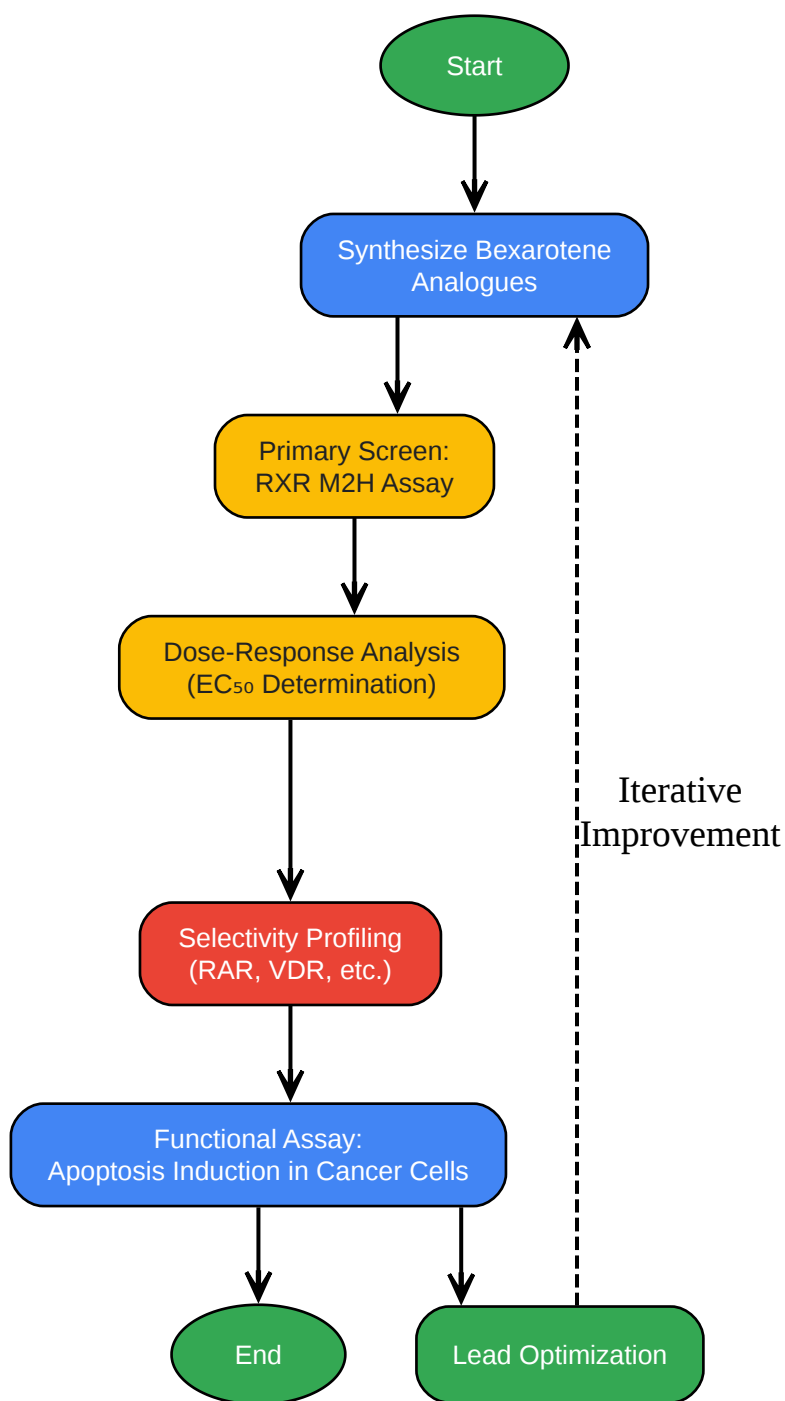 Start
Synthesize Bexarotene
Analogues
Primary Screen:
RXR M2H Assay
Dose-Response Analysis
(EC₅₀ Determination)
Iterative
Improvement
Selectivity Profiling
(RAR, VDR, etc.)
Functional Assay:
Apoptosis Induction in Cancer Cells
End
Lead Optimization